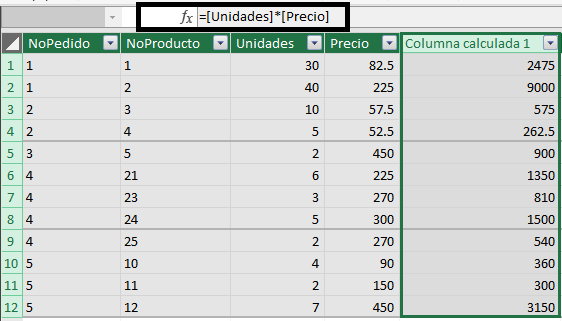 fx =[Unidades]*[Precio]
NoPedido NoProducto Unidades Precio Columna calculada 1
1 1 1 30 82.5 2475
2 1 2 40 225 9000
3 2 3 10 57.5 575
4 2 4 5 52.5 262.5
5 3 5 2 450 900
6 4 21 6 225 1350
7 4 23 3 270 810
8 4 24 5 300 1500
9 4 25 2 270 540
10 5 10 4 90 360
11 5 11 2 150 300
12 5 12 7 450 3150